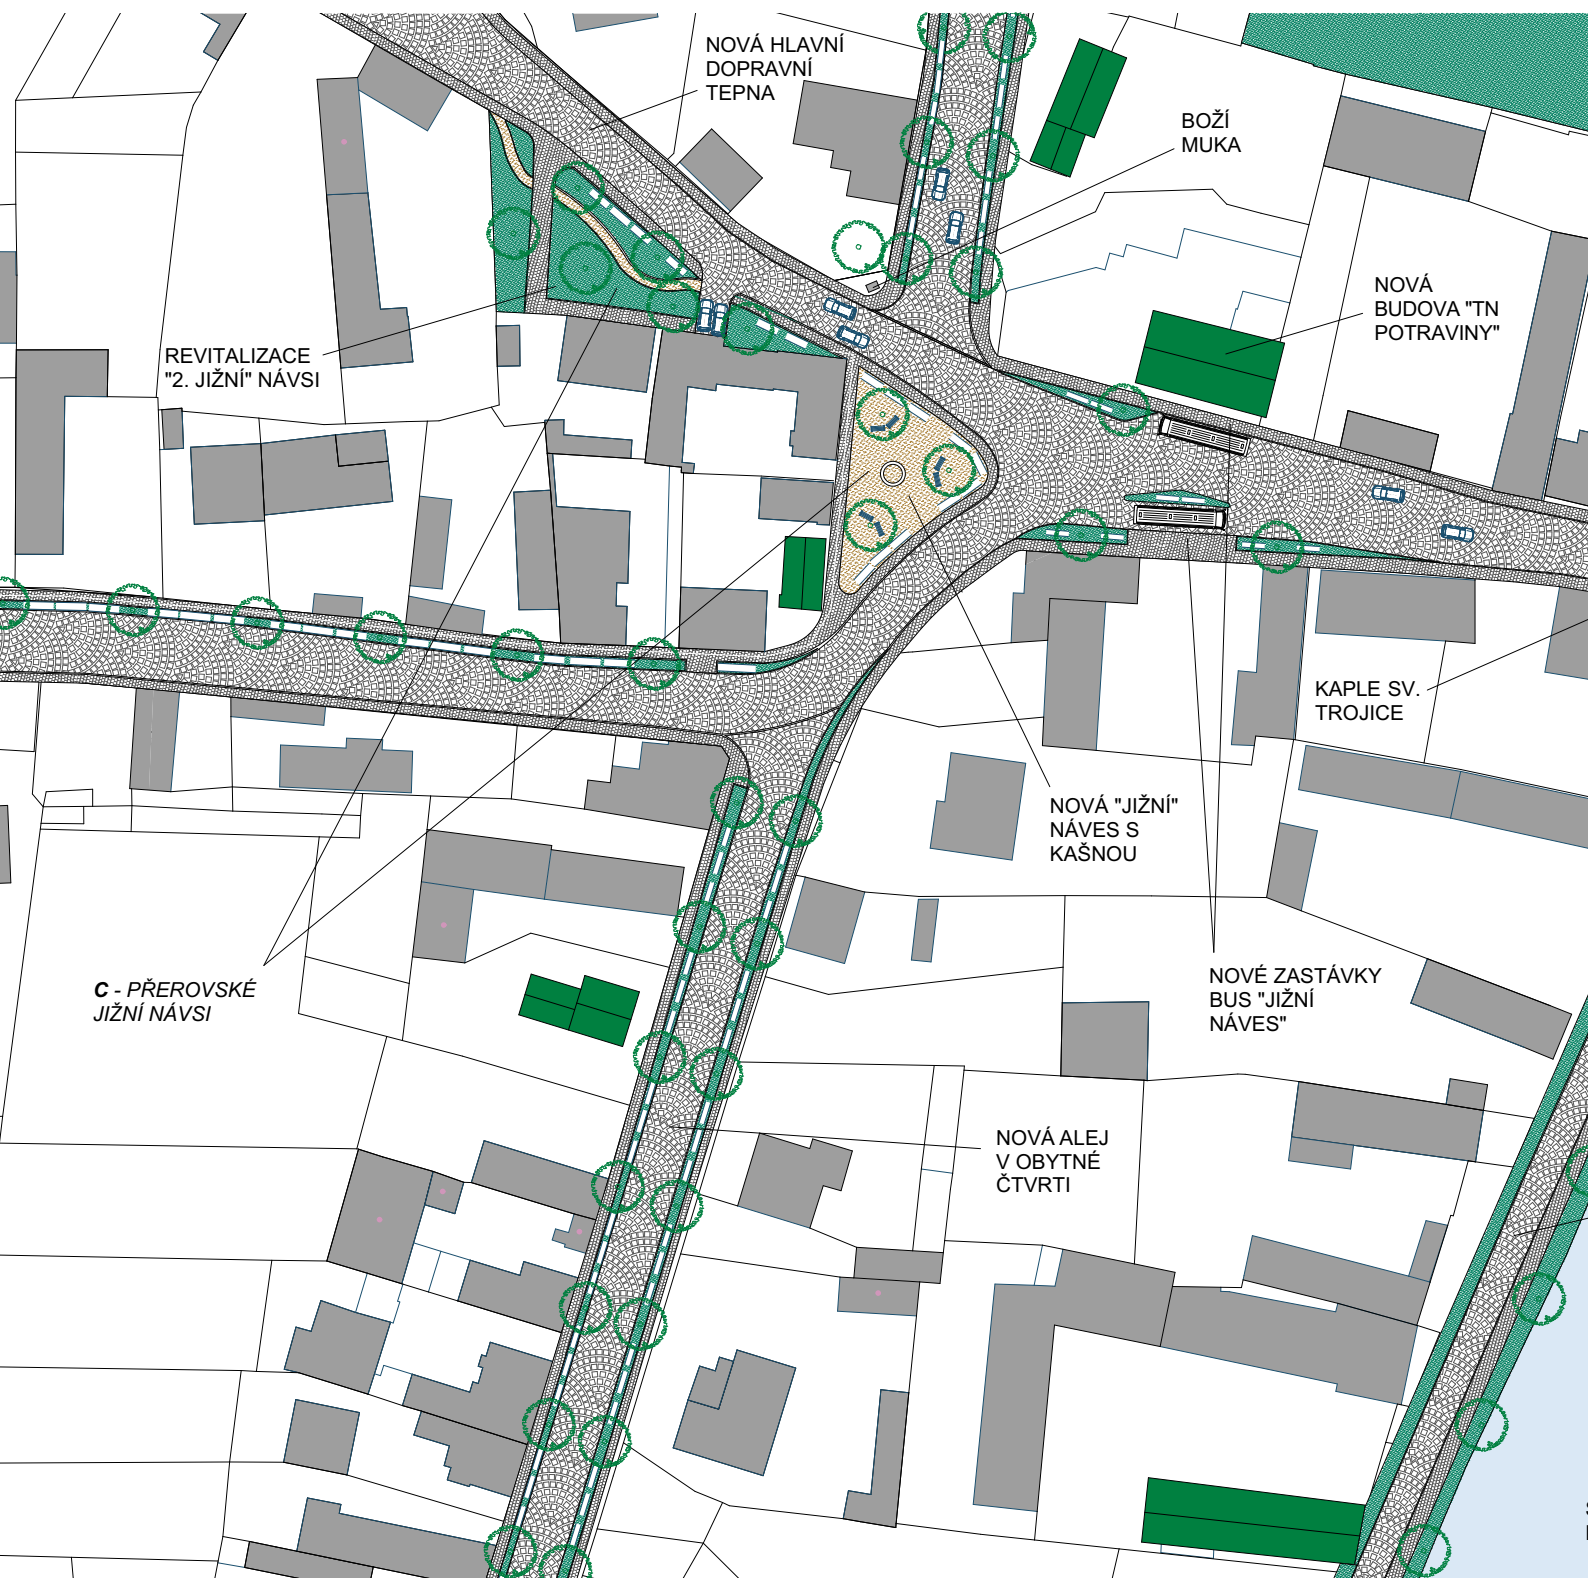 NOVÁ HLAVNÍ
DOPRAVNÍ
TEPNA
BOŽÍ
MUKA
NOVÁ
BUDOVA "TN
POTRAVINY"
REVITALIZACE
"2. JIŽNÍ" NÁVSI
KAPLE SV.
TROJICE
NOVÁ "JIŽNÍ"
NÁVES S
KAŠNOU
C - PŘEROVSKÉ
JIŽNÍ NÁVSI
NOVÉ ZASTÁVKY
BUS "JIŽNÍ
NÁVES"
NOVÁ ALEJ
V OBYTNÉ
ČTVRTI